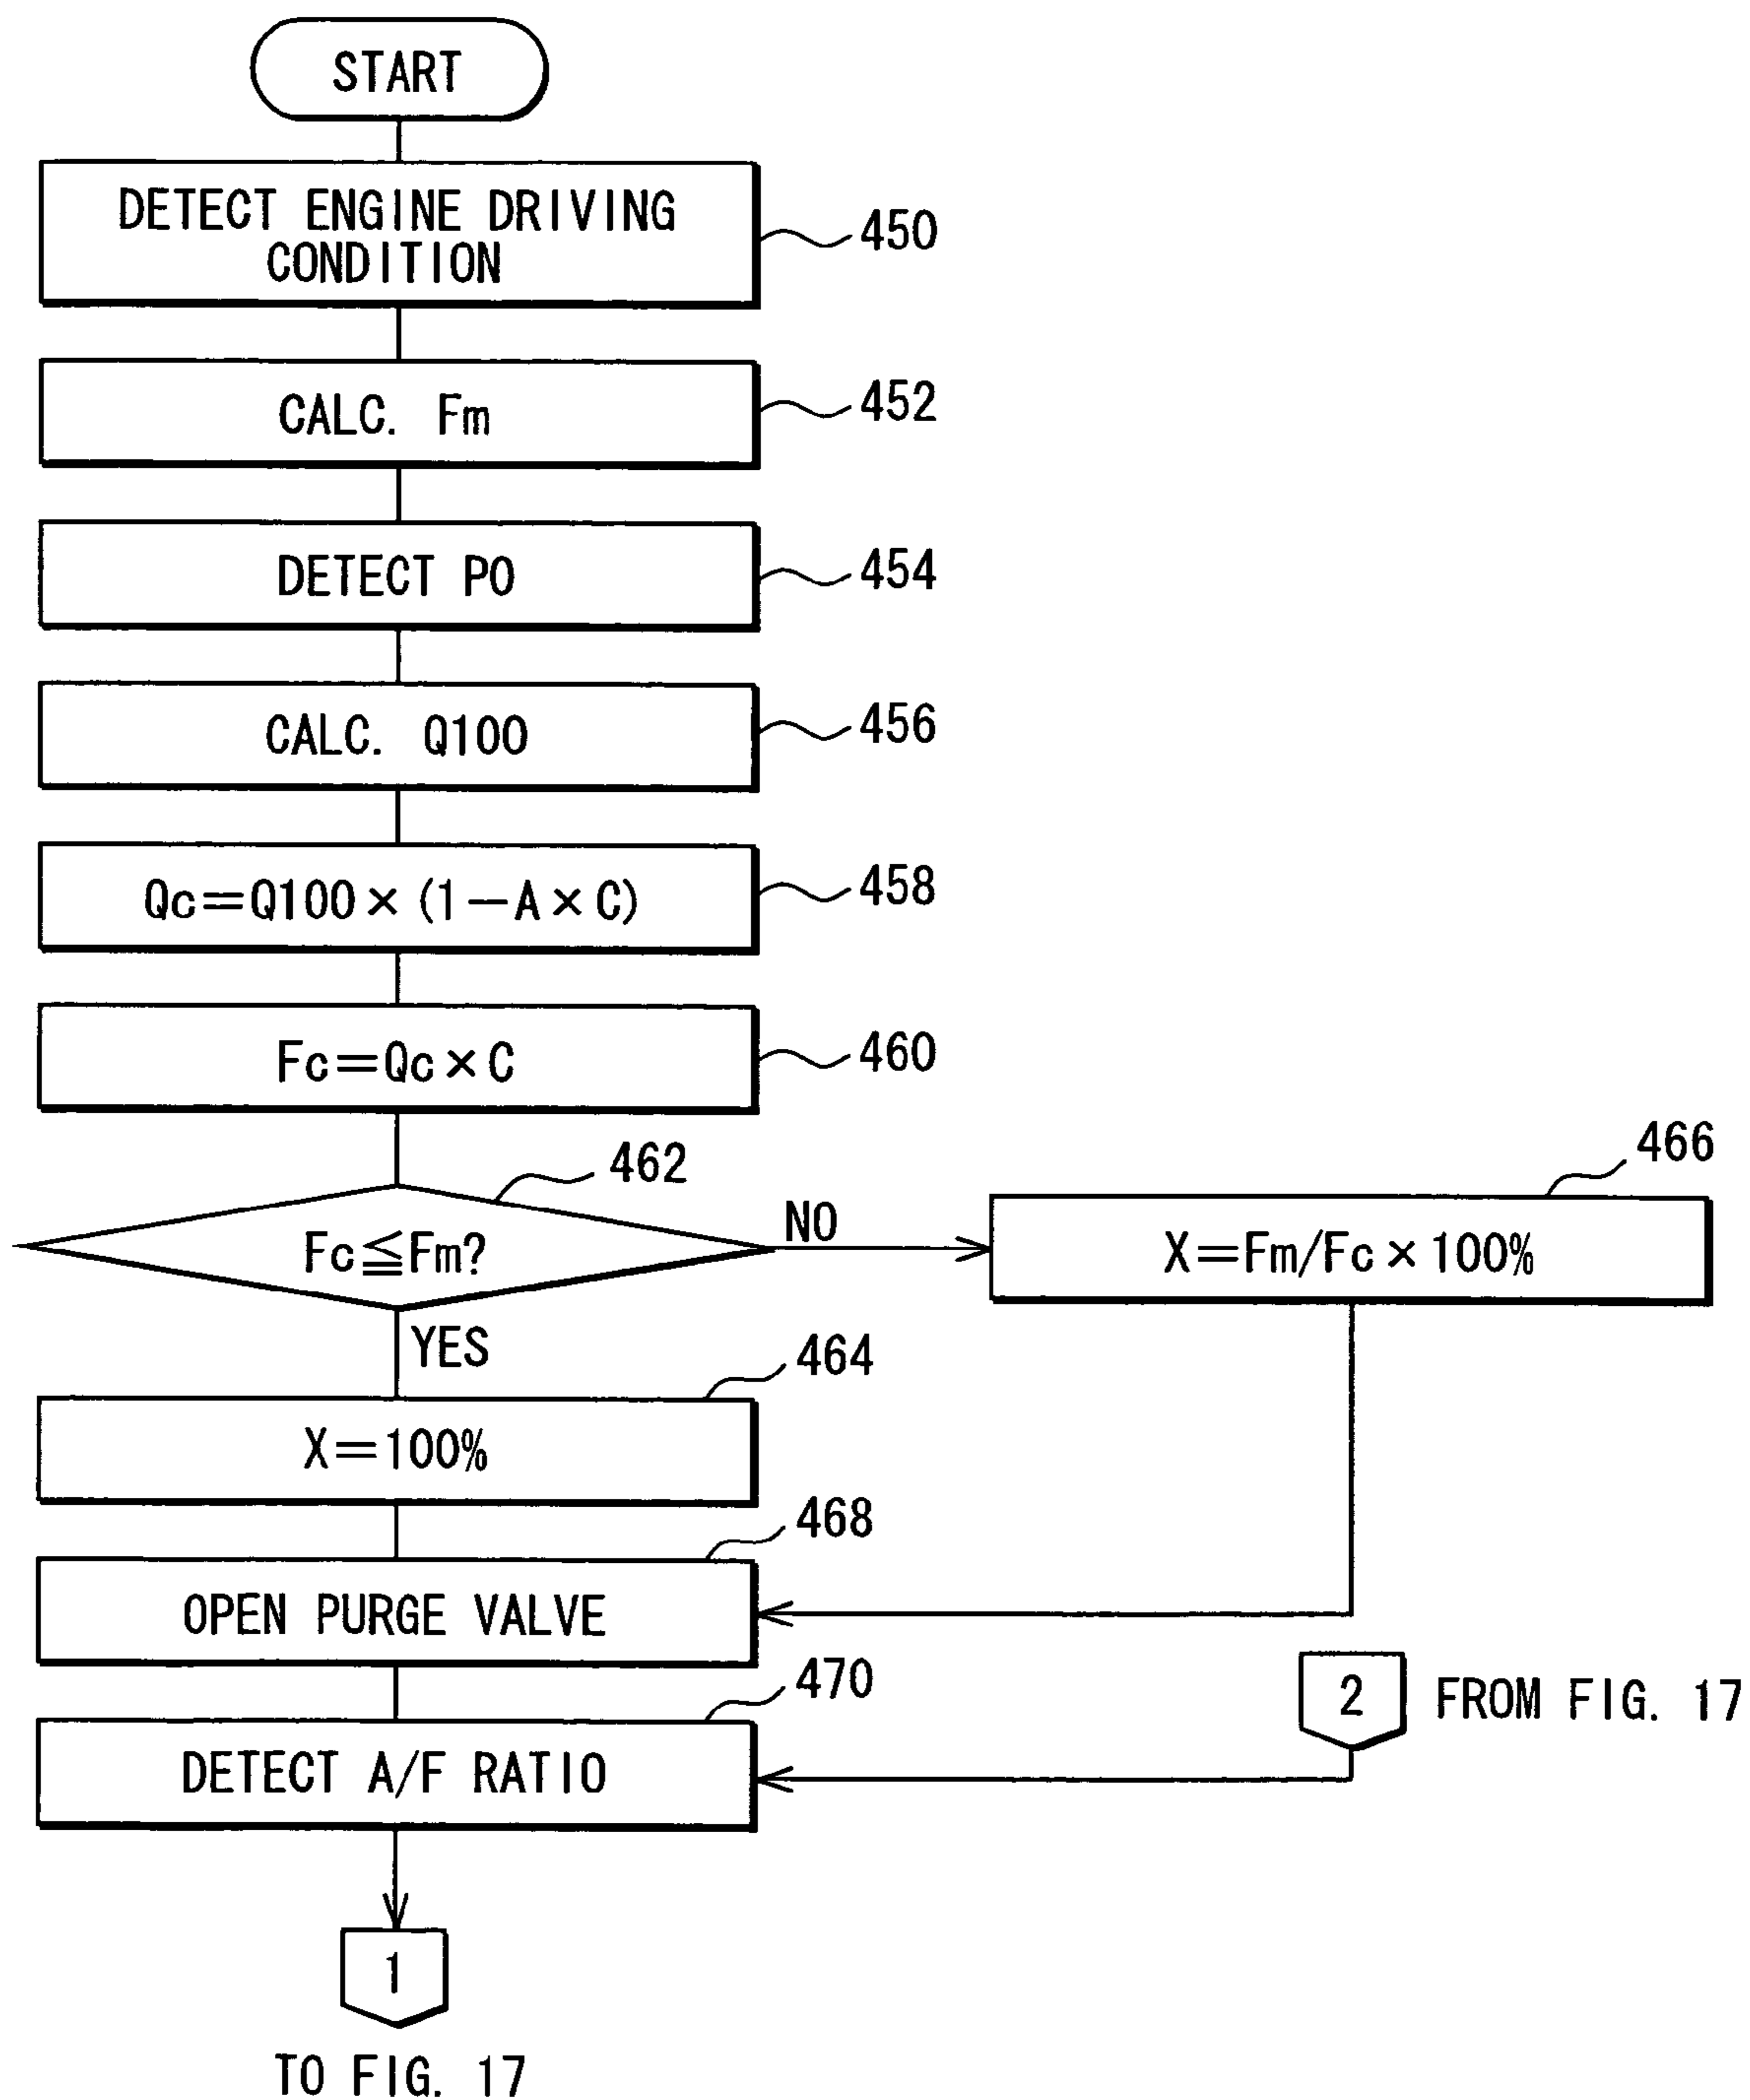 START
DETECT ENGINE DRIVING
CONDITION
450
CALC. Fm
452
DETECT P0
454
CALC. Q100
456
Qc=Q100×(1-A×C)
458
Fc=Qc×C
460
462
466
Fc≦Fm?
NO
X=Fm/Fc×100%
YES
464
X=100%
468
OPEN PURGE VALVE
470
2
FROM FIG. 17
DETECT A/F RATIO
1
TO FIG. 17